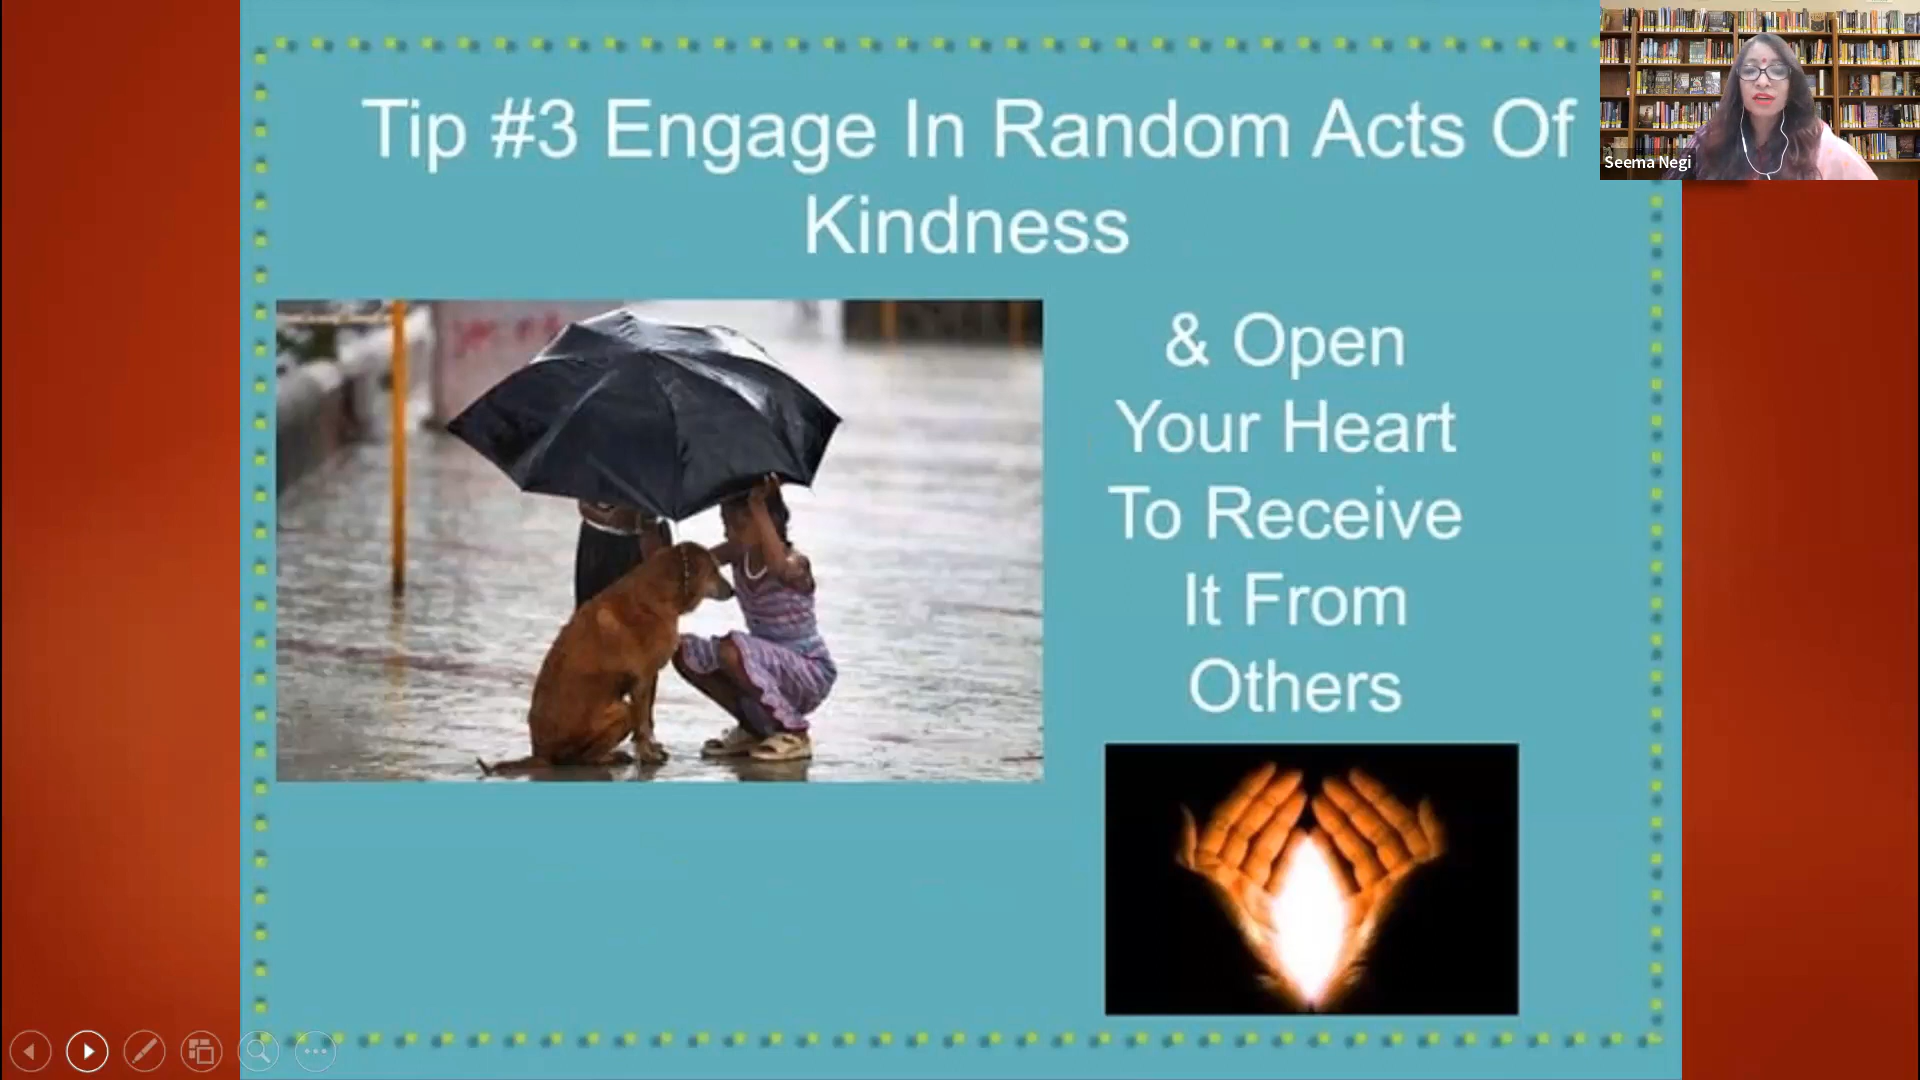 Tip #3 Engage In Random Acts Of
Kindness
& Open
Your Heart
To Receive
It From
Others
Seema Negi